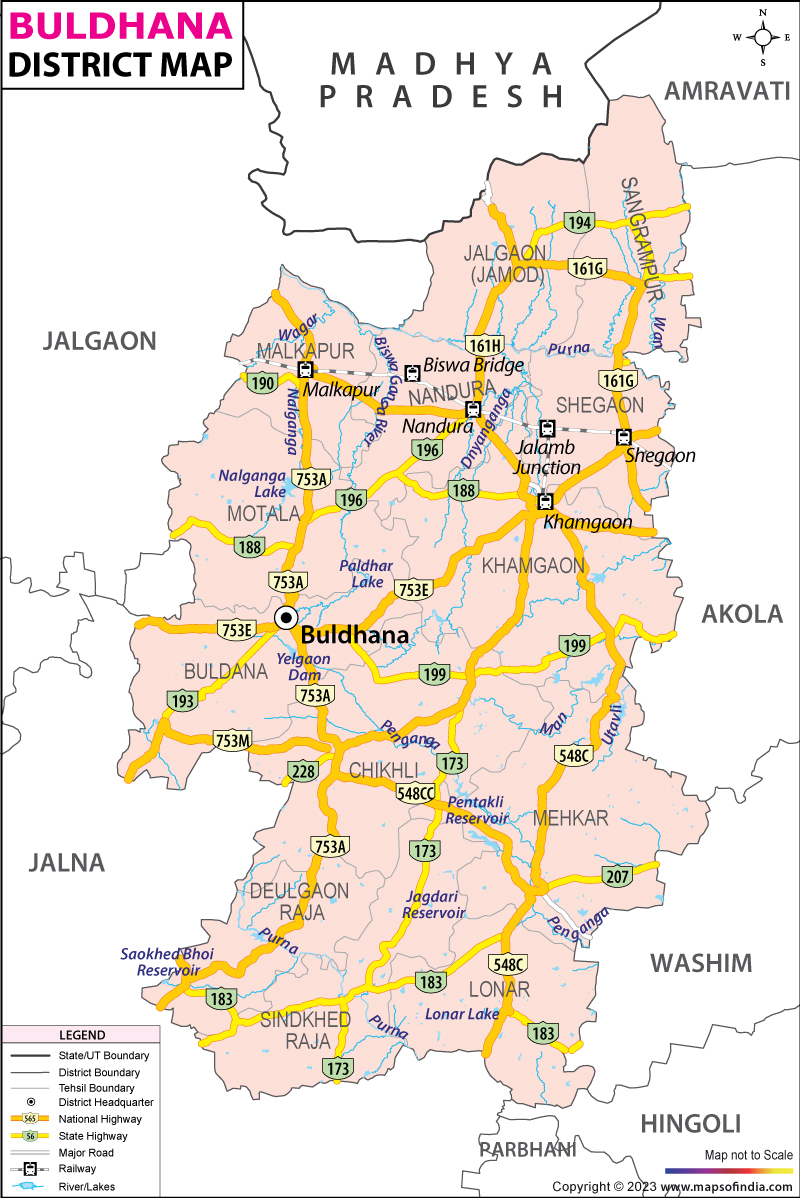 BULDHANA
DISTRICT MAP
MADHYA
PRADESH
N
W
E
S
AMRAVATI
SANGRAMPUR
194
JALGAON
(JAMOD)
161G
Wan
JALGAON
Wagar
MALKAPUR
Biswa Ganga River
Biswa Bridge
161H
Purna
190
Malkapur
NANDURA
161G
SHEGAON
Nalganga
Nandura
Dnyanganga
196
Jalamb
Junction
Shegaon
Nalganga
Lake
753A
196
188
MOTALA
Khamgaon
188
KHAMGAON
Paldhar
Lake
753A
753E
AKOLA
753E
Buldhana
199
Yelgaon
Dam
BULDANA
199
193
753A
Man
Utavli
753M
Penganga
548C
228
CHIKHLI
173
548CC
Pentakli
Reservoir
MEHKAR
753A
173
JALNA
207
DEULGAON
RAJA
Jagdari
Reservoir
Penganga
Purna
Saokhed Bhoi
Reservoir
WASHIM
548C
183
LONAR
183
SINDKHED
RAJA
Purna
Lonar Lake
183
173
HINGOLI
PARBHANI
LEGEND
State/UT Boundary
District Boundary
Tehsil Boundary
District Headquarter
565 National Highway
56 State Highway
Major Road
Railway
River/Lakes
Map not to Scale
Copyright © 2023 www.mapsofindia.com